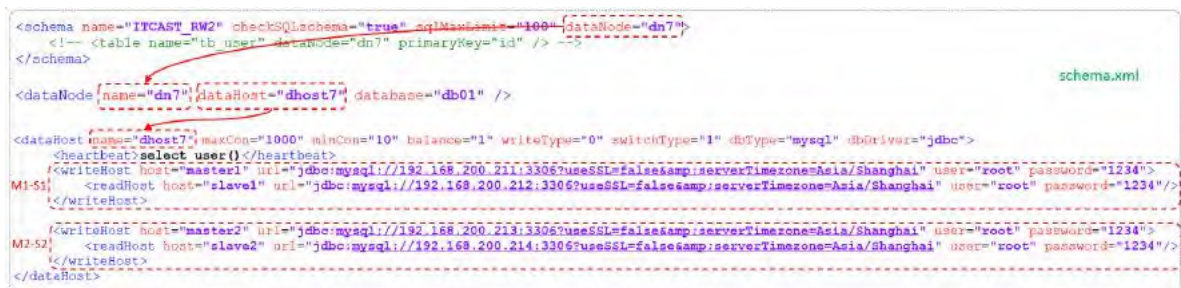 <schema name="ITCAST_RW2" checkSQLschema="true" sqlMaxLimit="100" dataNode="dn7">
<!-- <table name="tb_user" dataNode="dn7" primaryKey="id" /> -->
</schema>
schema.xml
<dataNode name="dn7" dataHost="dhost7" database="db01" />
<dataHost name="dhost7" maxCon="1000" minCon="10" balance="1" writeType="0" switchType="1" dbType="mysql" dbDriver="jdbc">
<heartbeat>select user()</heartbeat>
<writeHost host="master1" url="jdbc:mysql://192.168.200.211:3306?useSSL=false&amp;serverTimezone=Asia/Shanghai" user="root" password="1234">
M1-S1 <readHost host="slave1" url="jdbc:mysql://192.168.200.212:3306?useSSL=false&amp;serverTimezone=Asia/Shanghai" user="root" password="1234"/>
</writeHost>
<writeHost host="master2" url="jdbc:mysql://192.168.200.213:3306?useSSL=false&amp;serverTimezone=Asia/Shanghai" user="root" password="1234">
M2-S2 <readHost host="slave2" url="jdbc:mysql://192.168.200.214:3306?useSSL=false&amp;serverTimezone=Asia/Shanghai" user="root" password="1234"/>
</writeHost>
</dataHost>